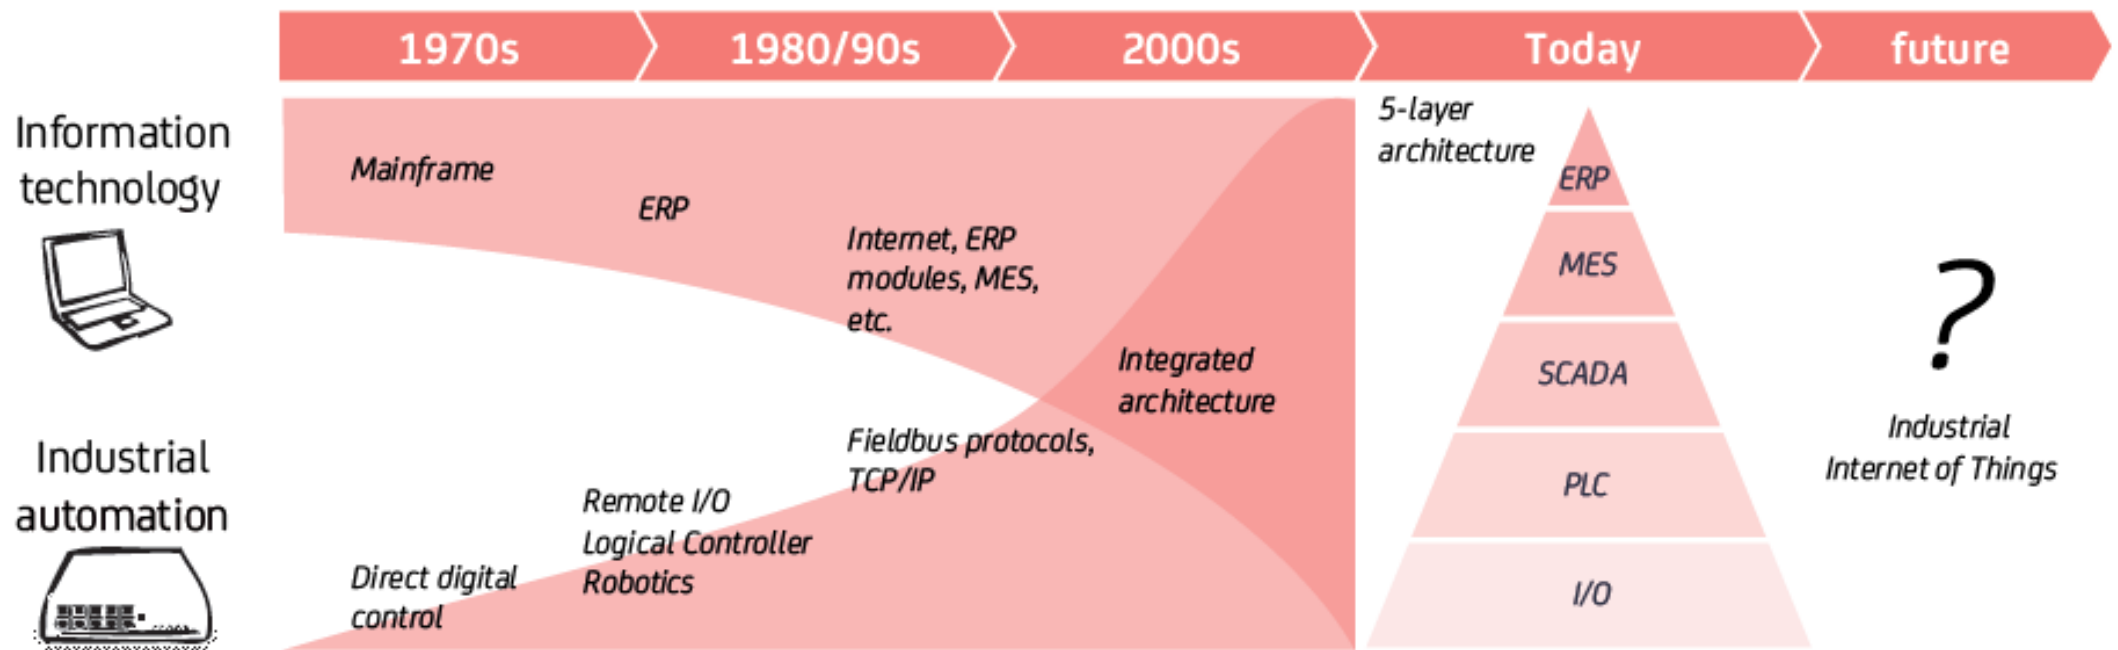 1970s
1980/90s
2000s
Today
future
Information
technology
Industrial
automation
Mainframe
ERP
Internet, ERP
modules, MES,
etc.
Integrated
architecture
Fieldbus protocols,
TCP/IP
Remote I/O
Logical Controller
Robotics
Direct digital
control
5-layer
architecture
ERP
MES
SCADA
PLC
I/O
?
Industrial
Internet of Things